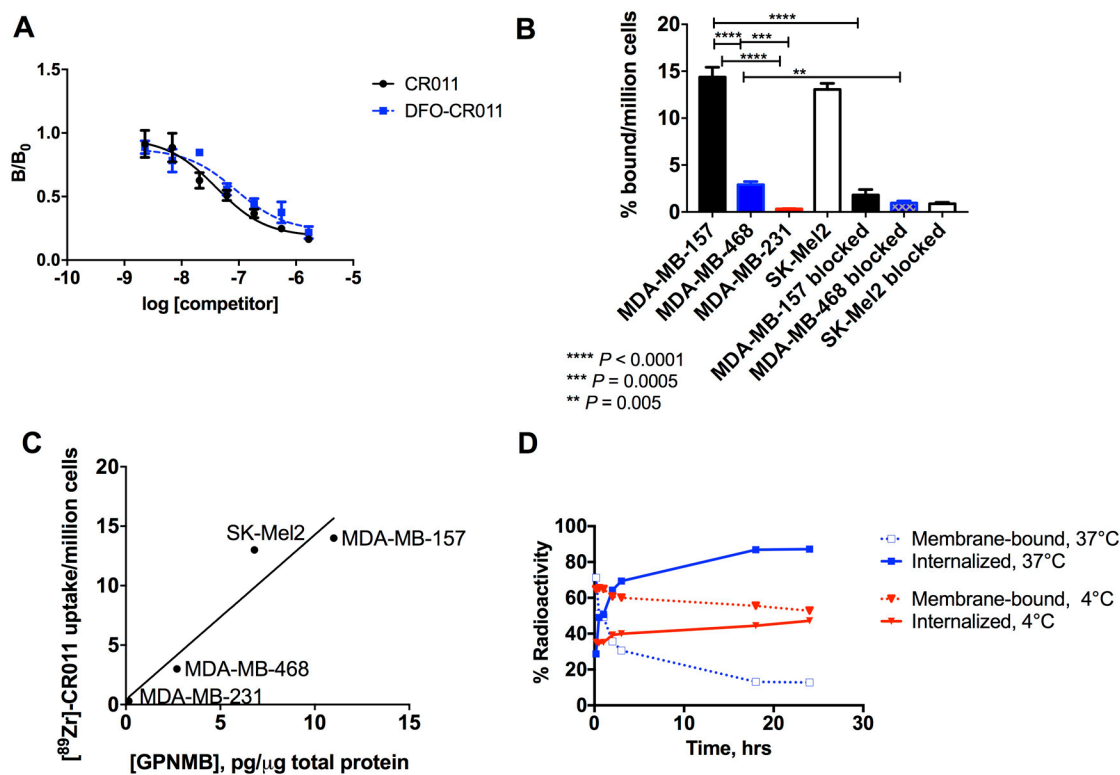 A
CR011
DFO-CR011
B/B0
1.5
1.0
0.5
0.0
-10
-9
-8
-7
-6
-5
log [competitor]
B
% bound/million cells
20
15
10
5
0
****
**** ***
****
**
MDA-MB-157
MDA-MB-468
MDA-MB-231
SK-Mel2
MDA-MB-157 blocked
MDA-MB-468 blocked
SK-Mel2 blocked
**** P < 0.0001
*** P = 0.0005
** P = 0.005
C
[89Zr]-CR011 uptake/million cells
20
15
10
5
0
SK-Mel2
MDA-MB-157
MDA-MB-468
MDA-MB-231
0
5
10
15
[GPNMB], pg/μg total protein
D
% Radioactivity
100
80
60
40
20
0
0
10
20
30
Time, hrs
Membrane-bound, 37°C
Internalized, 37°C
Membrane-bound, 4°C
Internalized, 4°C